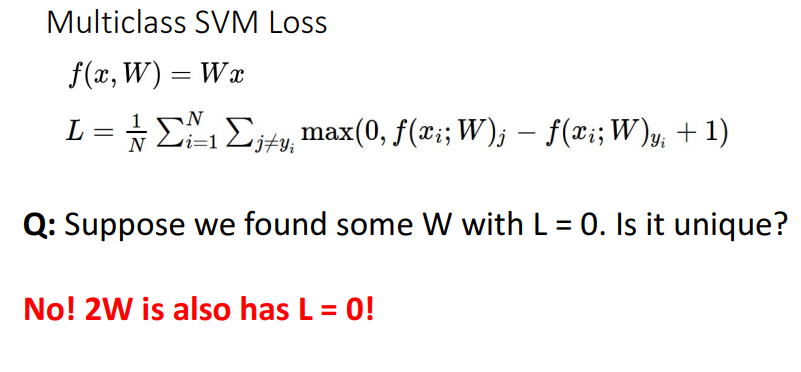 Multiclass SVM Loss
f(x, W) = Wx
L = \frac{1}{N} \sum_{i=1}^{N} \sum_{j \neq y_i} max(0, f(x_i; W)_j − f(x_i; W)_{y_i} + 1)
Q: Suppose we found some W with L = 0. Is it unique?
No! 2W is also has L = 0!